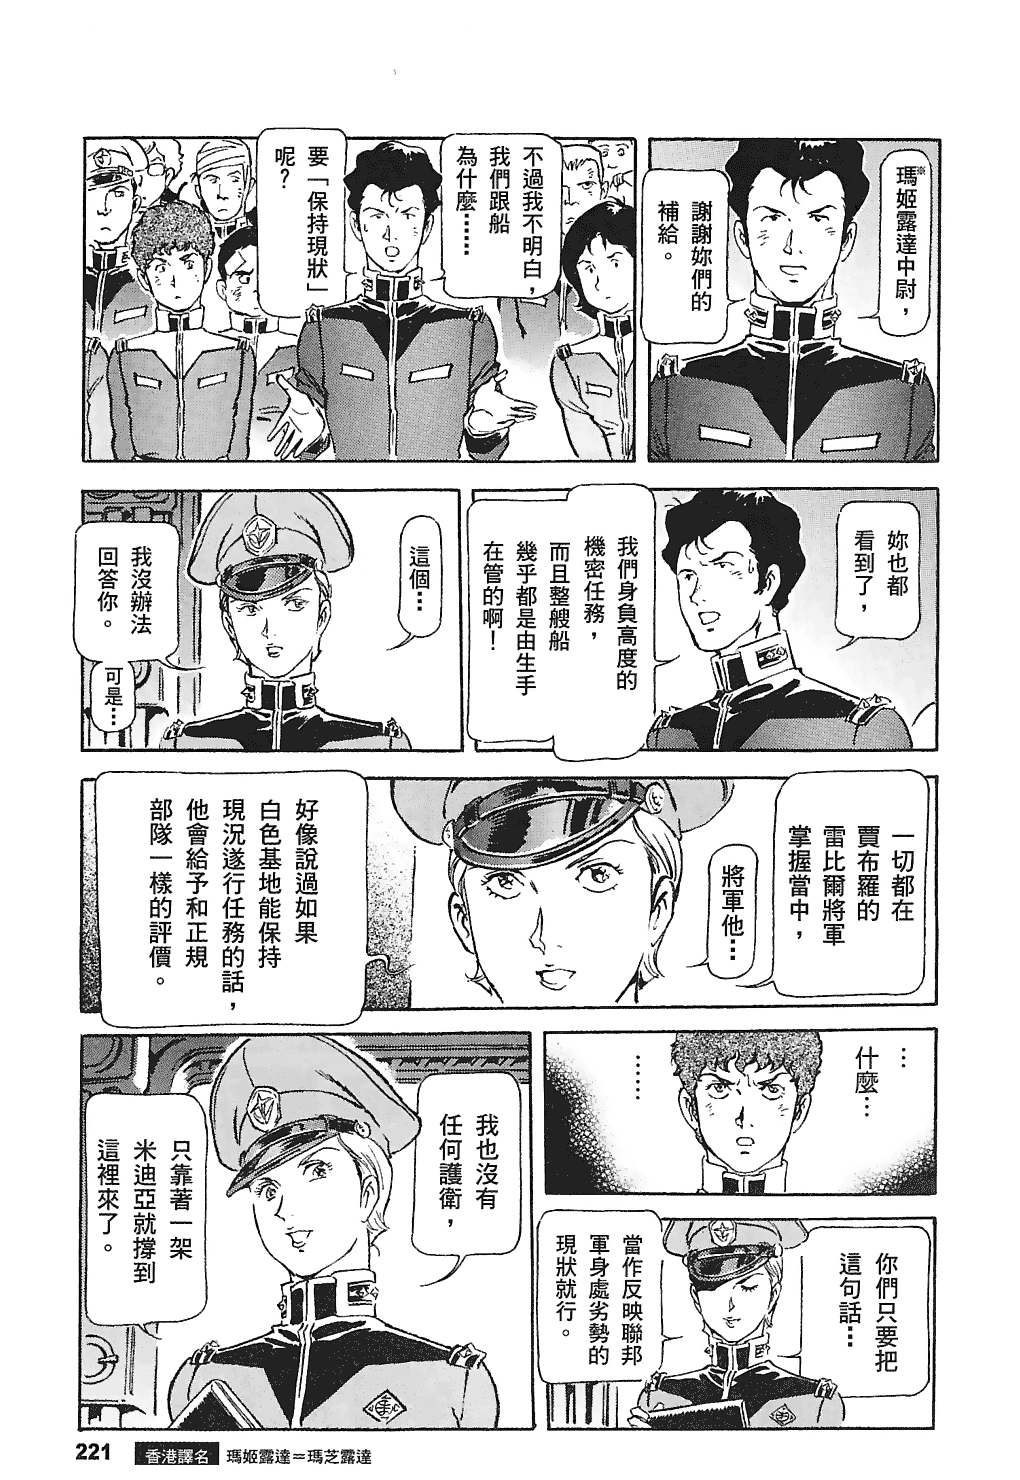 瑪姬露達中尉，
※
謝謝妳們的
補給。
不過我不明白，
我們跟船
為什麼……
要「保持現狀」
呢？
妳也都
看到了，
我們身負高度的
機密任務，
而且整艘船
幾乎都是由生手
在管的啊！
這個…
我沒辦法
回答你。
可是…
一切都在
賈布羅的
雷比爾將軍
掌握當中，
將軍他…
好像說過如果
白色基地能保持
現況遂行任務的話，
他會給予和正規
部隊一樣的評價。
…
什麼…
……
你們只要把
這句話…
當作反映聯邦
軍身處劣勢的
現狀就行。
我也沒有
任何護衛，
只靠著一架
米迪亞就撐到
這裡來了。
221
香港譯名 瑪姬露達＝瑪芝露達